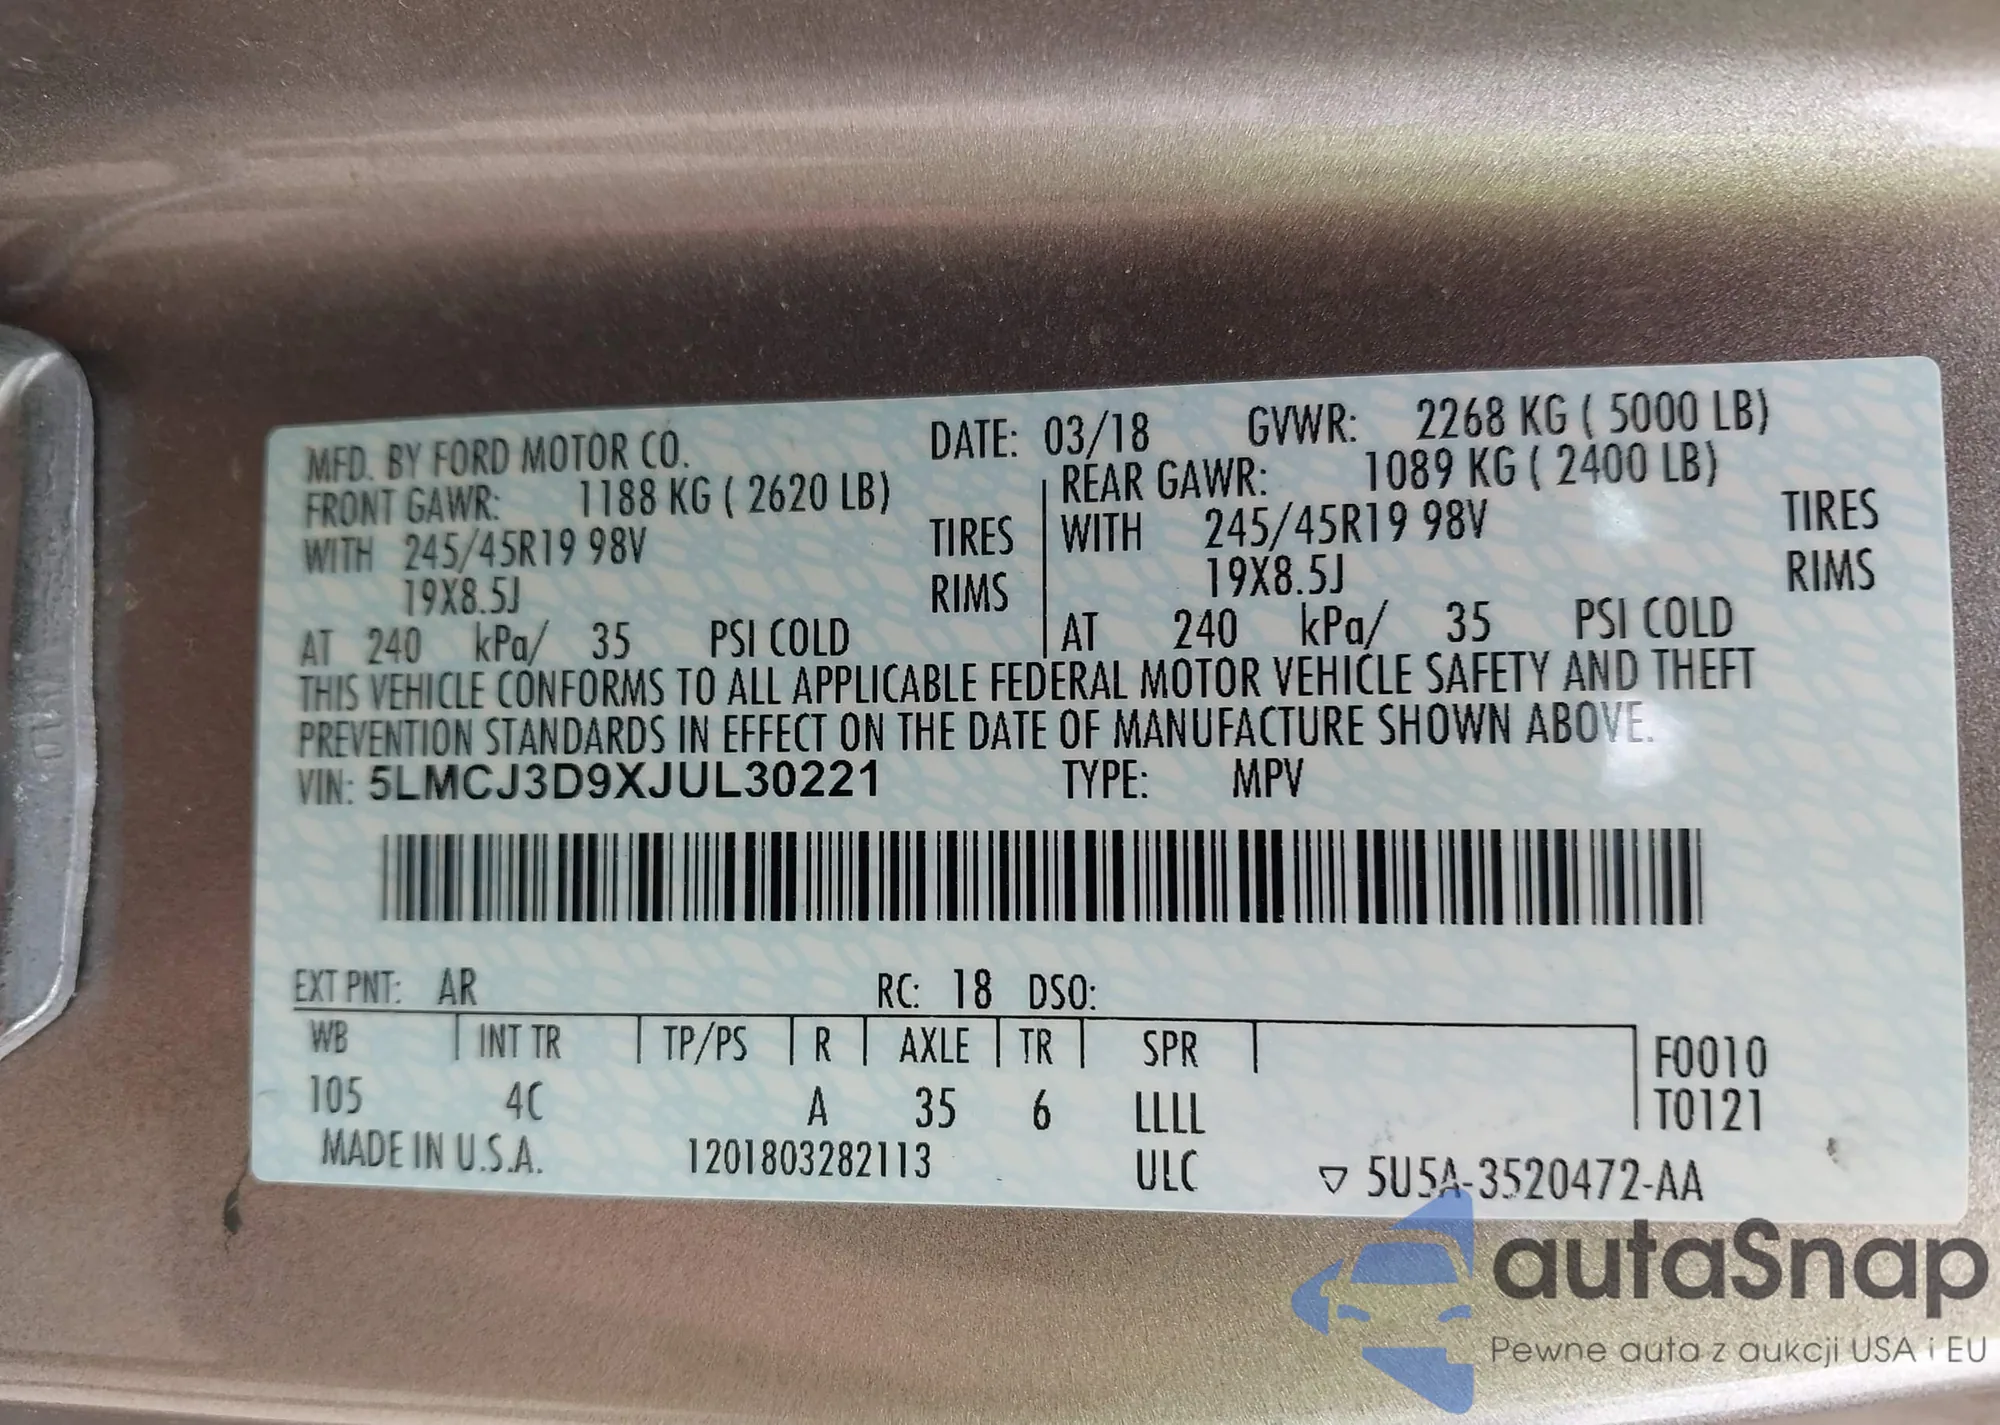 MFD. BY FORD MOTOR CO. DATE: 03/18 GVWR: 2268 KG ( 5000 LB)
FRONT GAWR: 1188 KG ( 2620 LB) REAR GAWR: 1089 KG ( 2400 LB)
WITH 245/45R19 98V TIRES WITH 245/45R19 98V TIRES
19X8.5J RIMS 19X8.5J RIMS
AT 240 kPa/ 35 PSI COLD AT 240 kPa/ 35 PSI COLD
THIS VEHICLE CONFORMS TO ALL APPLICABLE FEDERAL MOTOR VEHICLE SAFETY AND THEFT
PREVENTION STANDARDS IN EFFECT ON THE DATE OF MANUFACTURE SHOWN ABOVE.
VIN: 5LMCJ3D9XJUL30221 TYPE: MPV
EXT PNT: AR RC: 18 DSO:
WB INT TR TP/PS R AXLE TR SPR F0010
105 4C A 35 6 LLLL T0121
MADE IN U.S.A. 1201803282113 ULC ▽ 5U5A-3520472-AA
autaSnap
Pewne auta z aukcji USA i EU